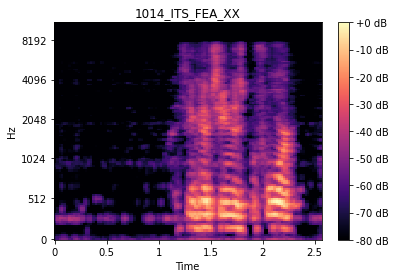 1014_ITS_FEA_XX
Hz
8192
4096
2048
1024
512
0
0
0.5
1
1.5
2
2.5
Time
+0 dB
-10 dB
-20 dB
-30 dB
-40 dB
-50 dB
-60 dB
-70 dB
-80 dB